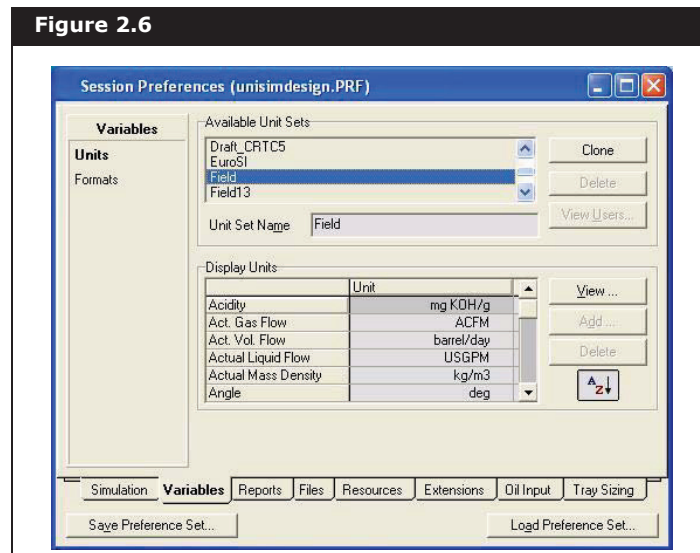 Figure 2.6
Session Preferences (unisimdesign.PRF)
Variables
Units
Formats
Available Unit Sets
Draft_CRTC5
EuroSI
Field
Field13
Unit Set Name Field
Clone
Delete
View Users...
Display Units
Unit
Acidity mg KOH/g
Act. Gas Flow ACFM
Act. Vol. Flow barrel/day
Actual Liquid Flow USGPM
Actual Mass Density kg/m3
Angle deg
View ...
Add ...
Delete
A Z
Simulation Variables Reports Files Resources Extensions Oil Input Tray Sizing
Save Preference Set... Load Preference Set...